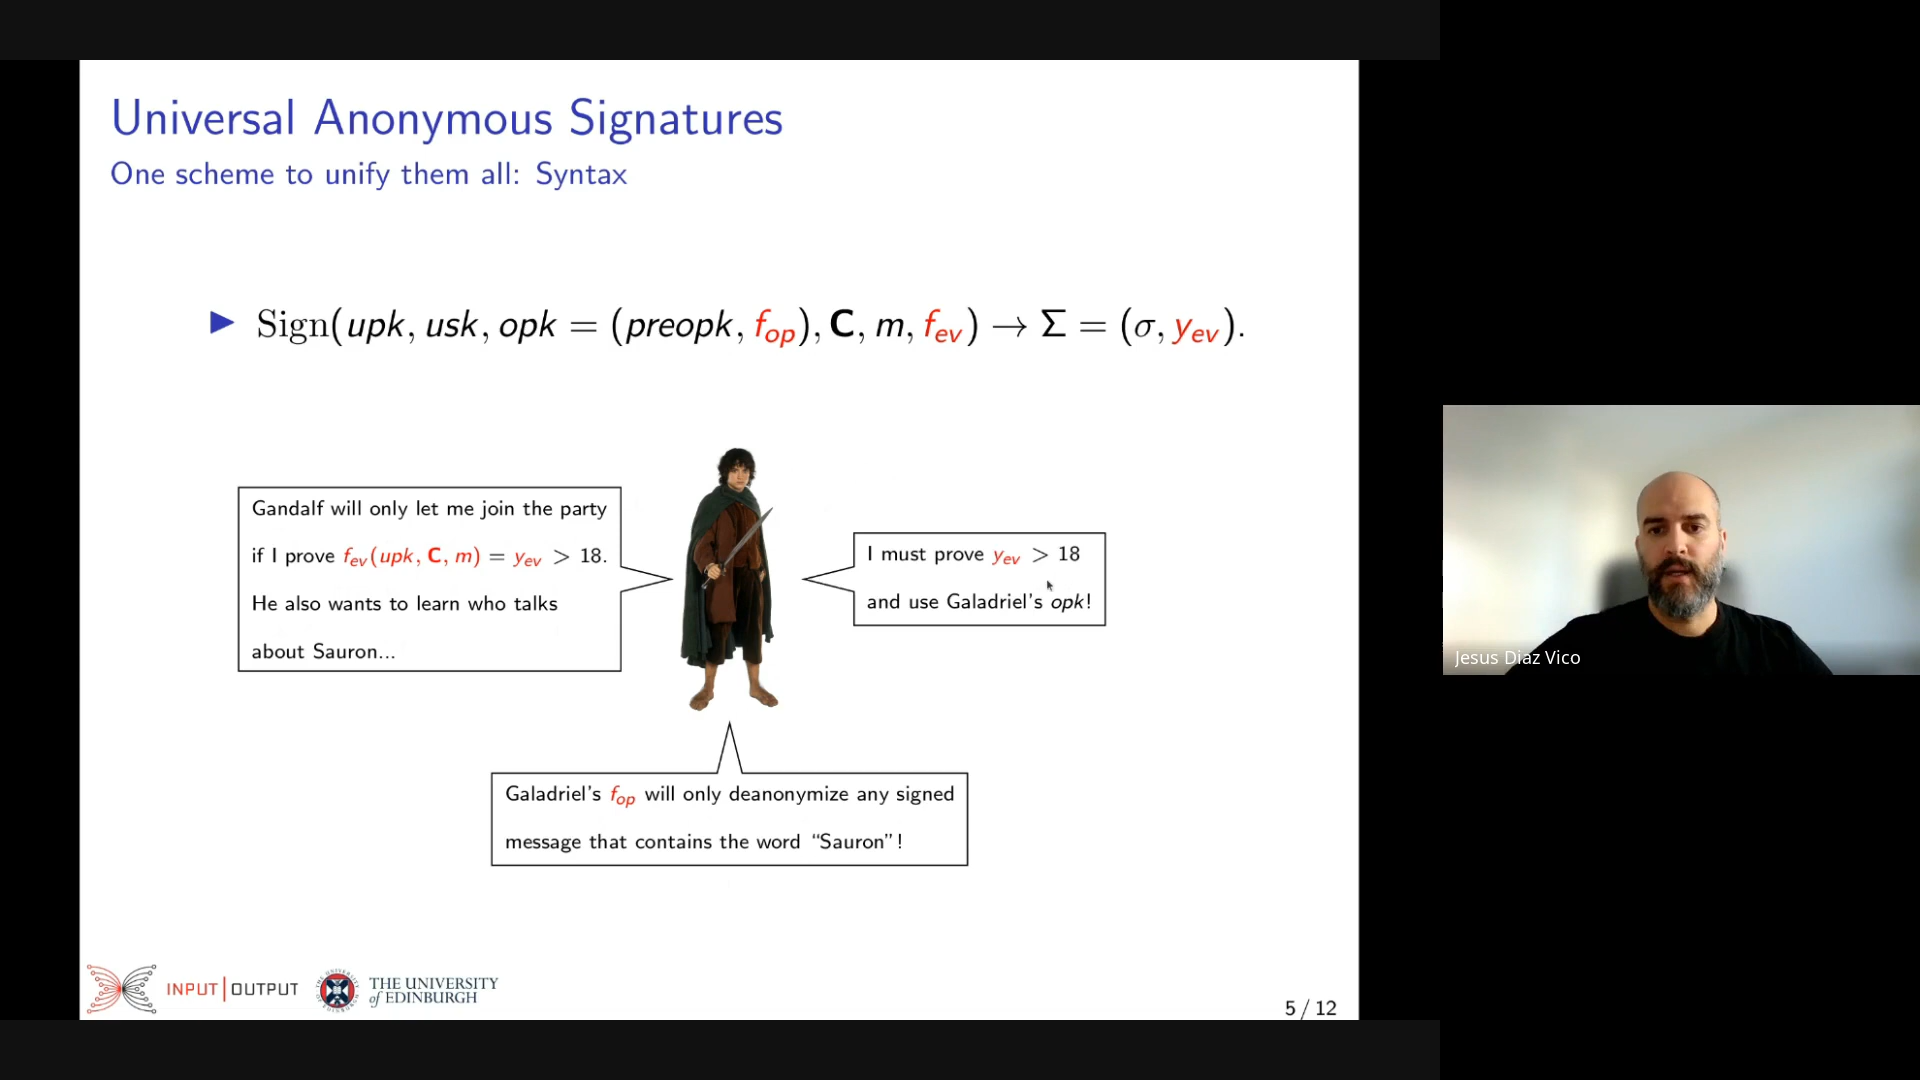 Universal Anonymous Signatures
One scheme to unify them all: Syntax
▶ Sign(upk, usk, opk = (preopk, f_op), C, m, f_ev) → Σ = (σ, y_ev).
Gandalf will only let me join the party
if I prove f_ev(upk, C, m) = y_ev > 18.
He also wants to learn who talks
about Sauron...
I must prove y_ev > 18
and use Galadriel's opk!
Galadriel's f_op will only deanonymize any signed
message that contains the word “Sauron”!
Jesus Diaz Vico
INPUT|OUTPUT
THE UNIVERSITY
of EDINBURGH
5 / 12